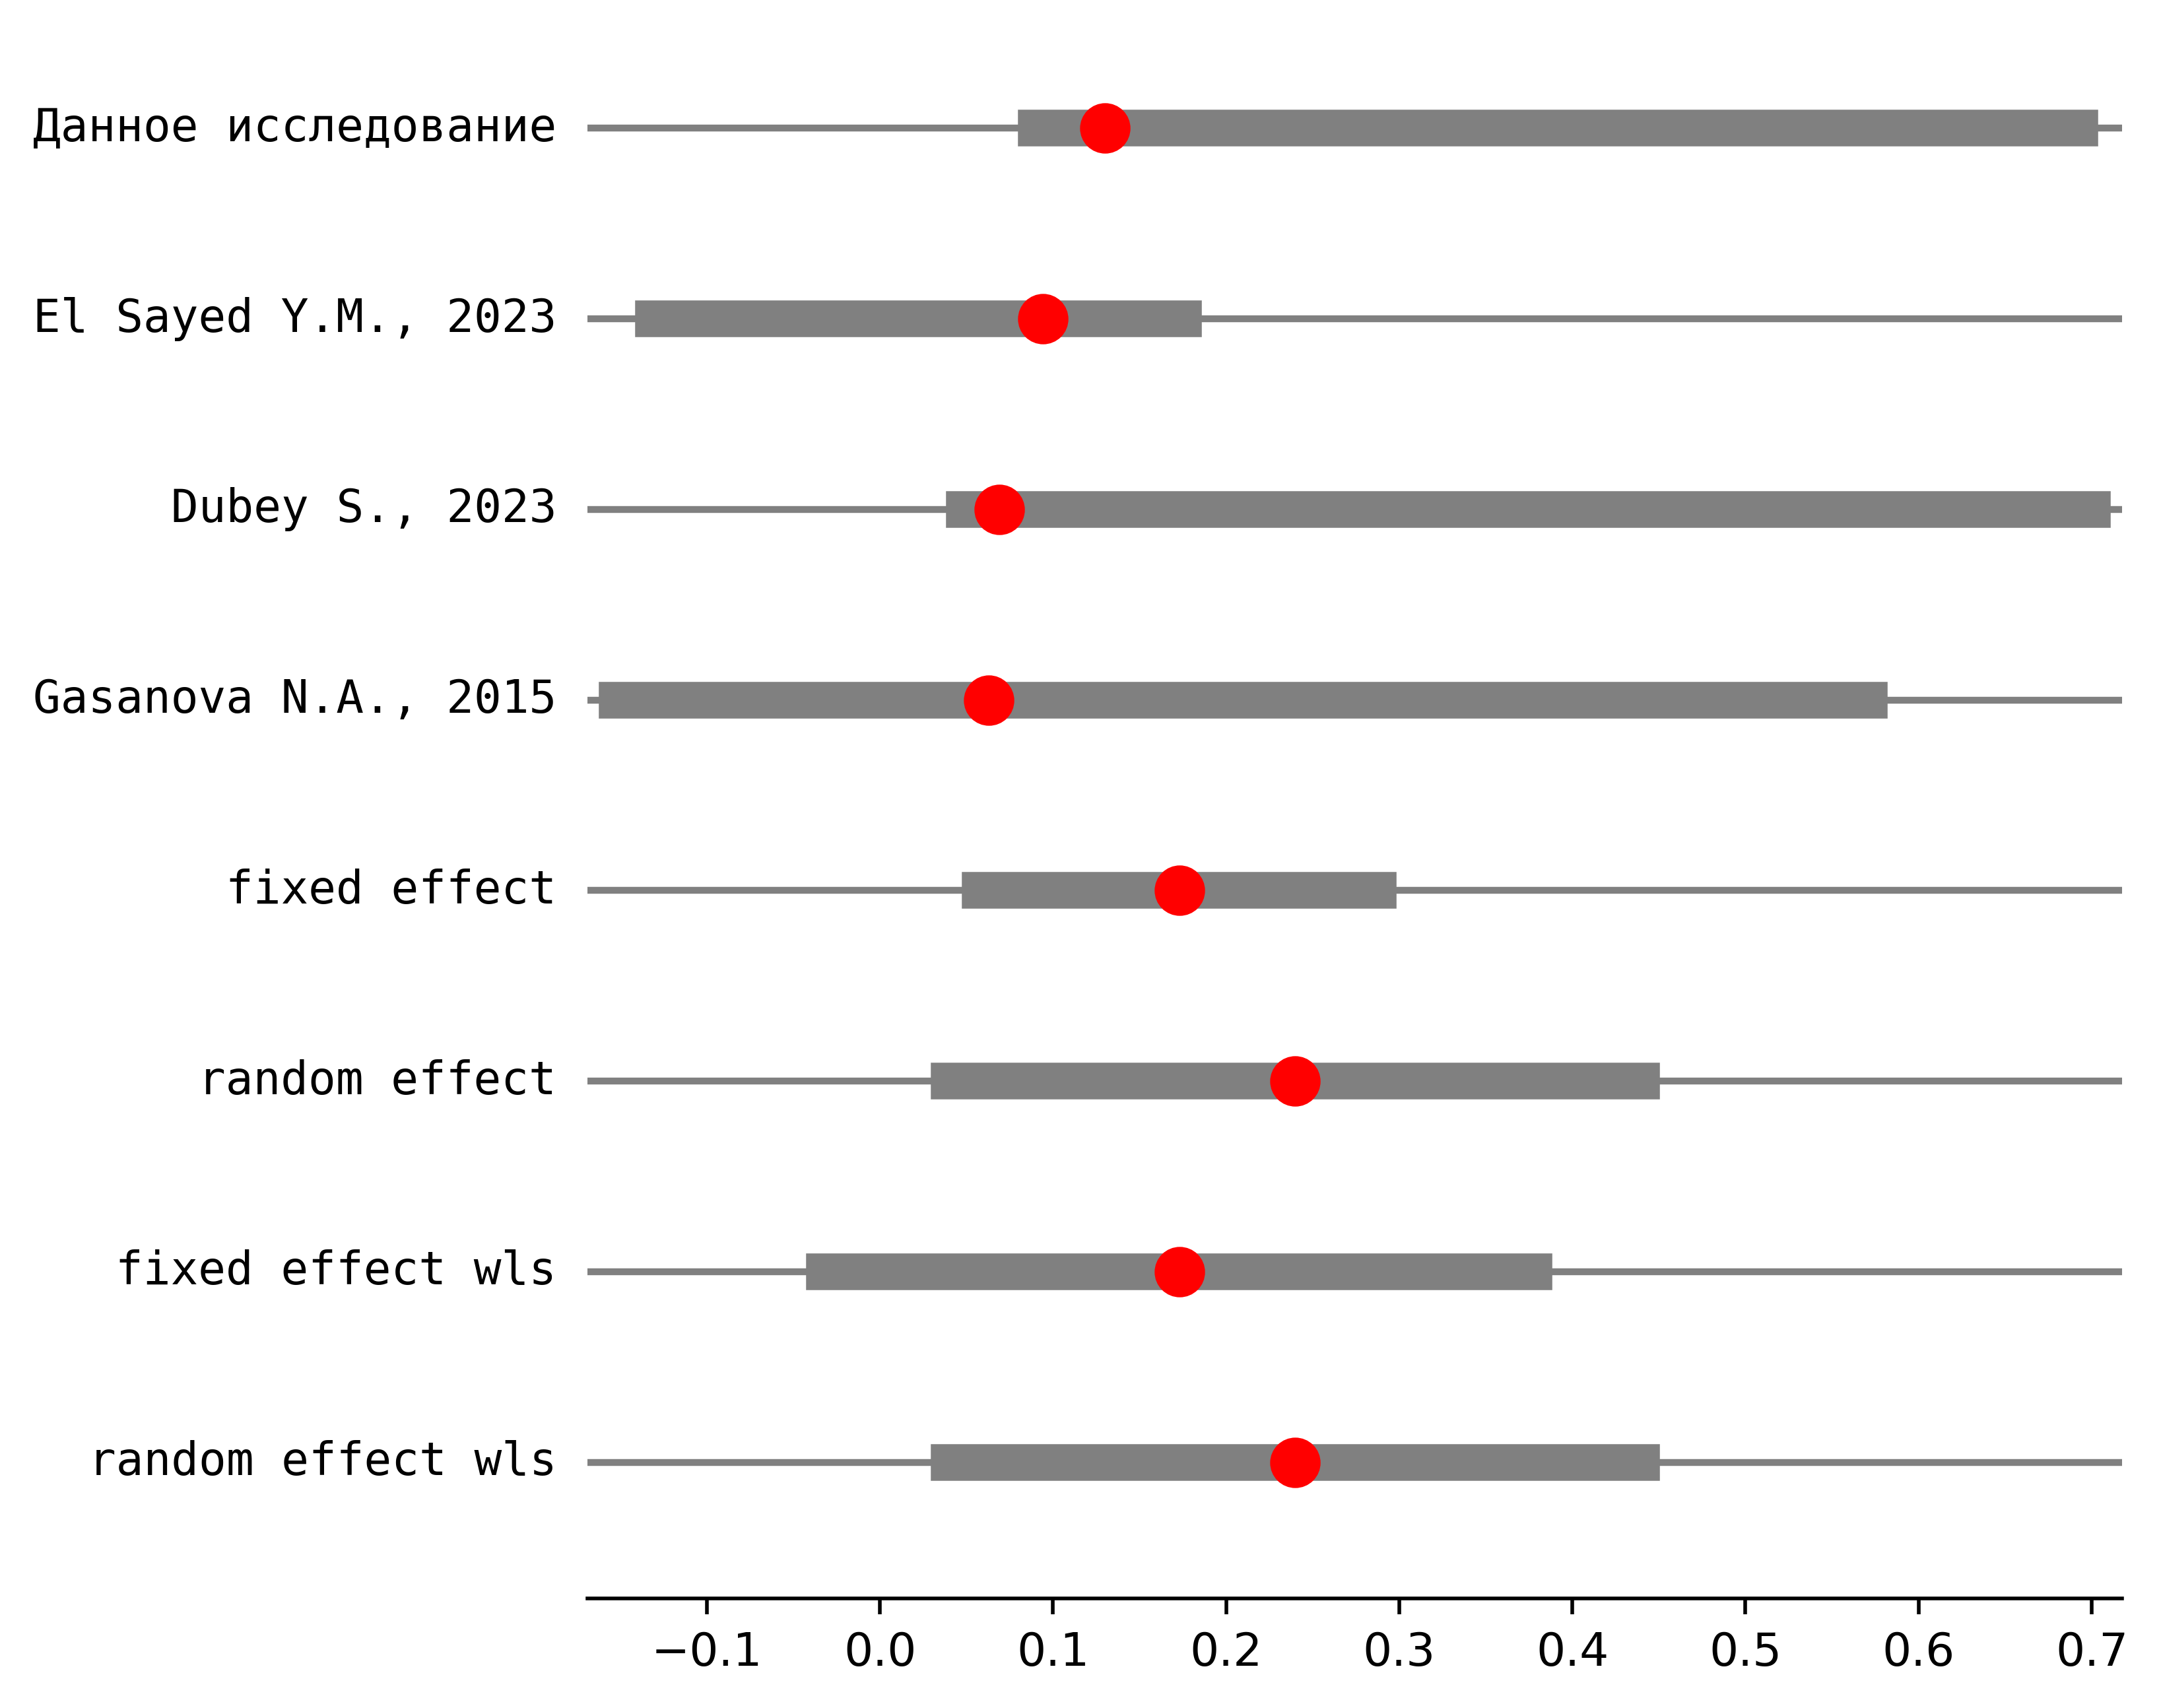 Данное исследование
El Sayed Y.M., 2023
Dubey S., 2023
Gasanova N.A., 2015
fixed effect
random effect
fixed effect wls
random effect wls
−0.1 0.0 0.1 0.2 0.3 0.4 0.5 0.6 0.7